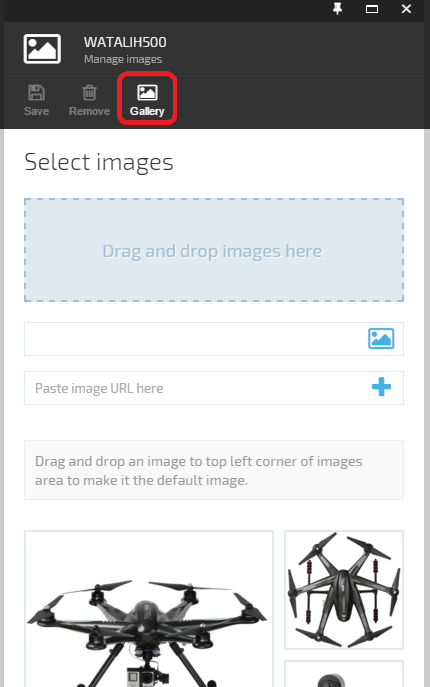 WATALIH500
Manage images
Save Remove Gallery
Select images
Drag and drop images here
Paste image URL here
Drag and drop an image to top left corner of images
area to make it the default image.